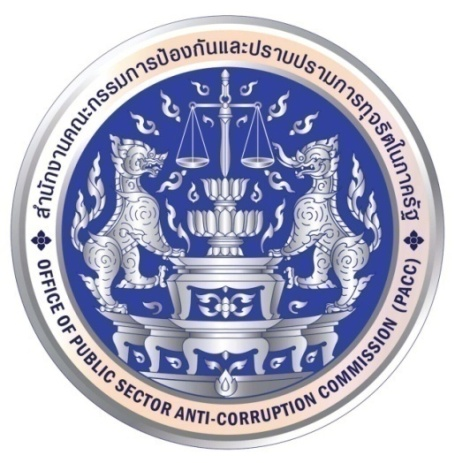 สำนักงานคณะกรรมการป้องกันและปราบปรามการทุจริตในภาครัฐ
OFFICE OF PUBLIC SECTOR ANTI-CORRUPTION COMMISSION (PACC)